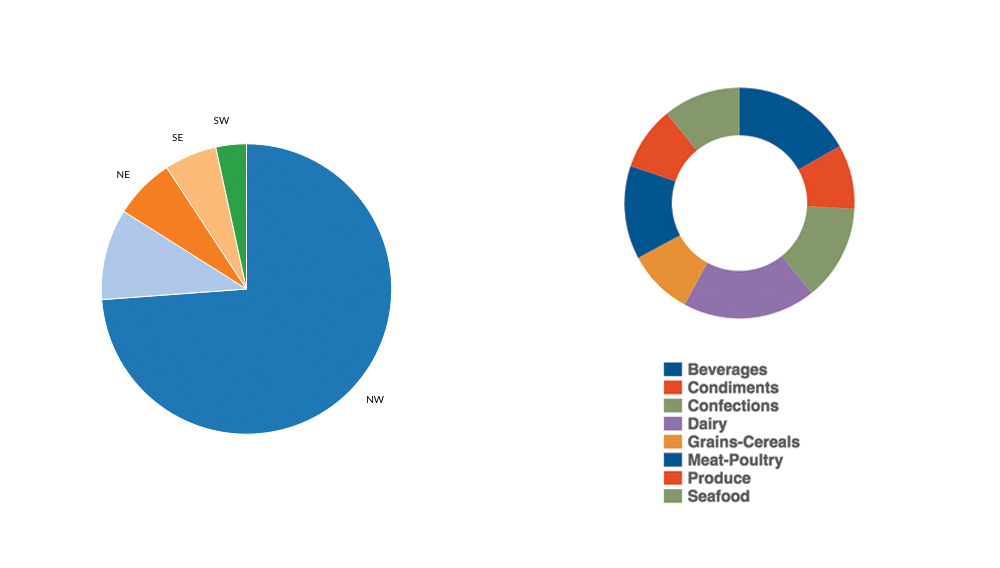 SW
SE
NE
NW
Beverages
Condiments
Confections
Dairy
Grains-Cereals
Meat-Poultry
Produce
Seafood